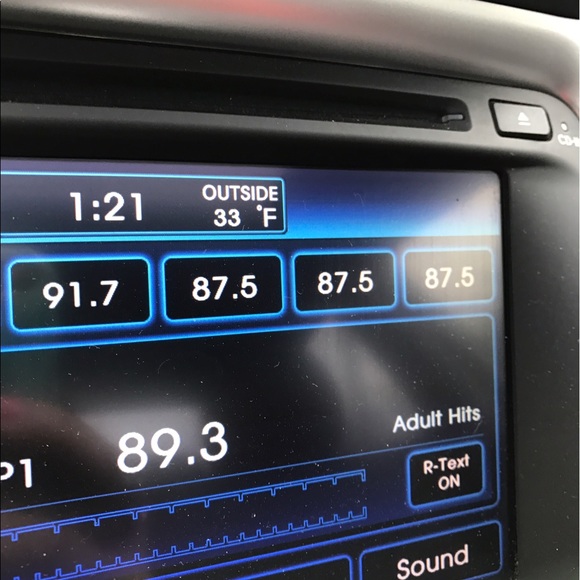 1:21 OUTSIDE
33 °F
91.7 87.5 87.5 87.5
Adult Hits
P1 89.3
R-Text
ON
Sound